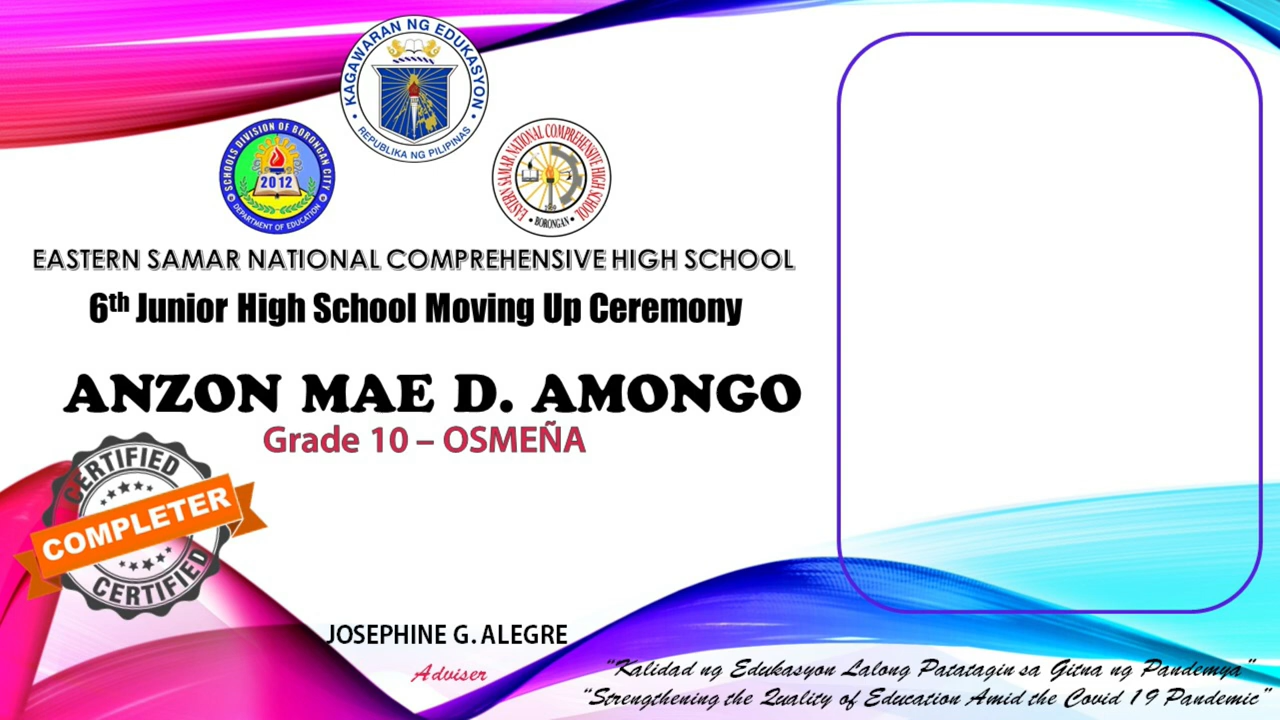 KAGAWARAN NG EDUKASYON
REPUBLIKA NG PILIPINAS
SCHOOLS DIVISION OF BORONGAN CITY
2012
DEPARTMENT OF EDUCATION
EASTERN SAMAR NATIONAL COMPREHENSIVE HIGH SCHOOL
• BORONGAN •
EASTERN SAMAR NATIONAL COMPREHENSIVE HIGH SCHOOL
6th Junior High School Moving Up Ceremony
ANZON MAE D. AMONGO
Grade 10 – OSMEÑA
CERTIFIED
COMPLETER
CERTIFIED
JOSEPHINE G. ALEGRE
Adviser
"Kalidad ng Edukasyon Lalong Patatagin sa Gitna ng Pandemya"
"Strengthening the Quality of Education Amid the Covid 19 Pandemic"